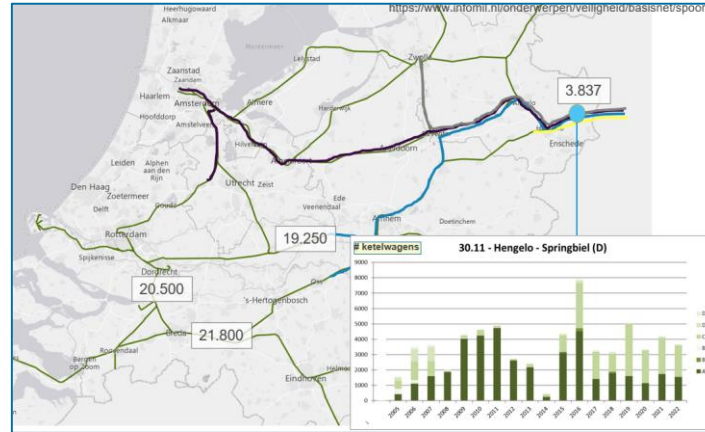 https://www.infomil.nl/onderwerpen/veiligheid/basisnet/spoor
Heerhugowaard
Alkmaar
Lelystad
Zwolle
Zaanstad
Zaandam
Haarlem
Amsterdam
Almere
Harderwijk
3.837
Hoofddorp
Amstelveen
Hilversum
Enschede
Leiden
Alphen
aan den
Rijn
Utrecht
Zeist
Den Haag
Zoetermeer
Ede
Veenendaal
Delft
Gouda
Arnhem
Doetinchem
Rotterdam
19.250
Spijkenisse
Dordrecht
Oss
20.500
's-Hertogenbosch
21.800
Breda
Roosendaal
Bergen
op Zoom
Eindhoven
Helmo
# ketelwagens
30.11 - Hengelo - Springbiel (D)
9000
8000
7000
6000
5000
4000
3000
2000
1000
0
2005
2006
2007
2008
2009
2010
2011
2012
2013
2014
2015
2016
2017
2018
2019
2020
2021
2022